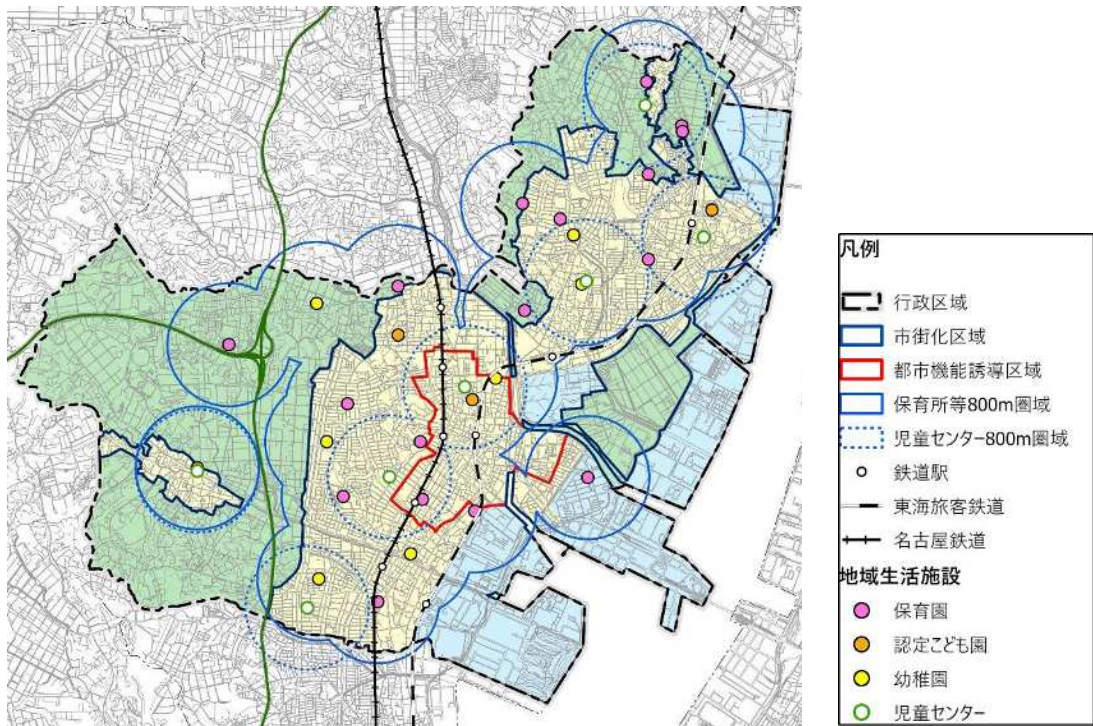 凡例
行政区域
市街化区域
都市機能誘導区域
保育所等800m圏域
児童センター800m圏域
鉄道駅
東海旅客鉄道
名古屋鉄道
地域生活施設
保育園
認定こども園
幼稚園
児童センター